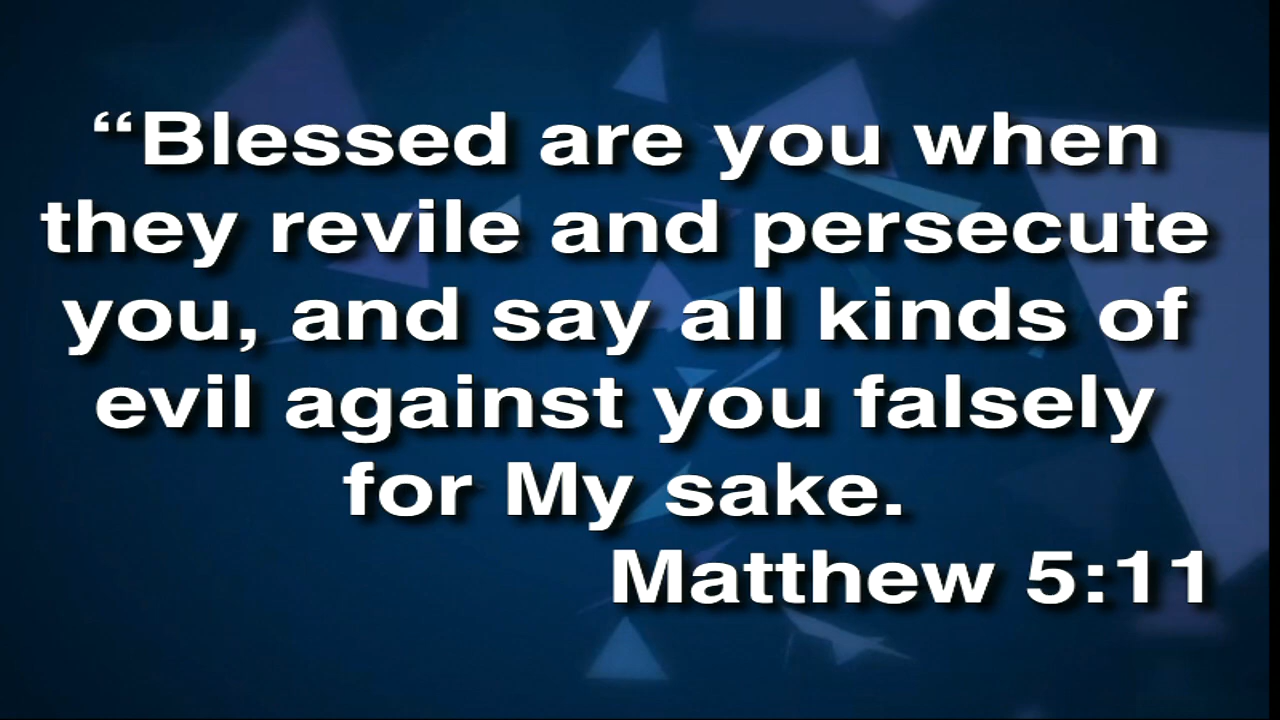 “Blessed are you when
they revile and persecute
you, and say all kinds of
evil against you falsely
for My sake.
Matthew 5:11